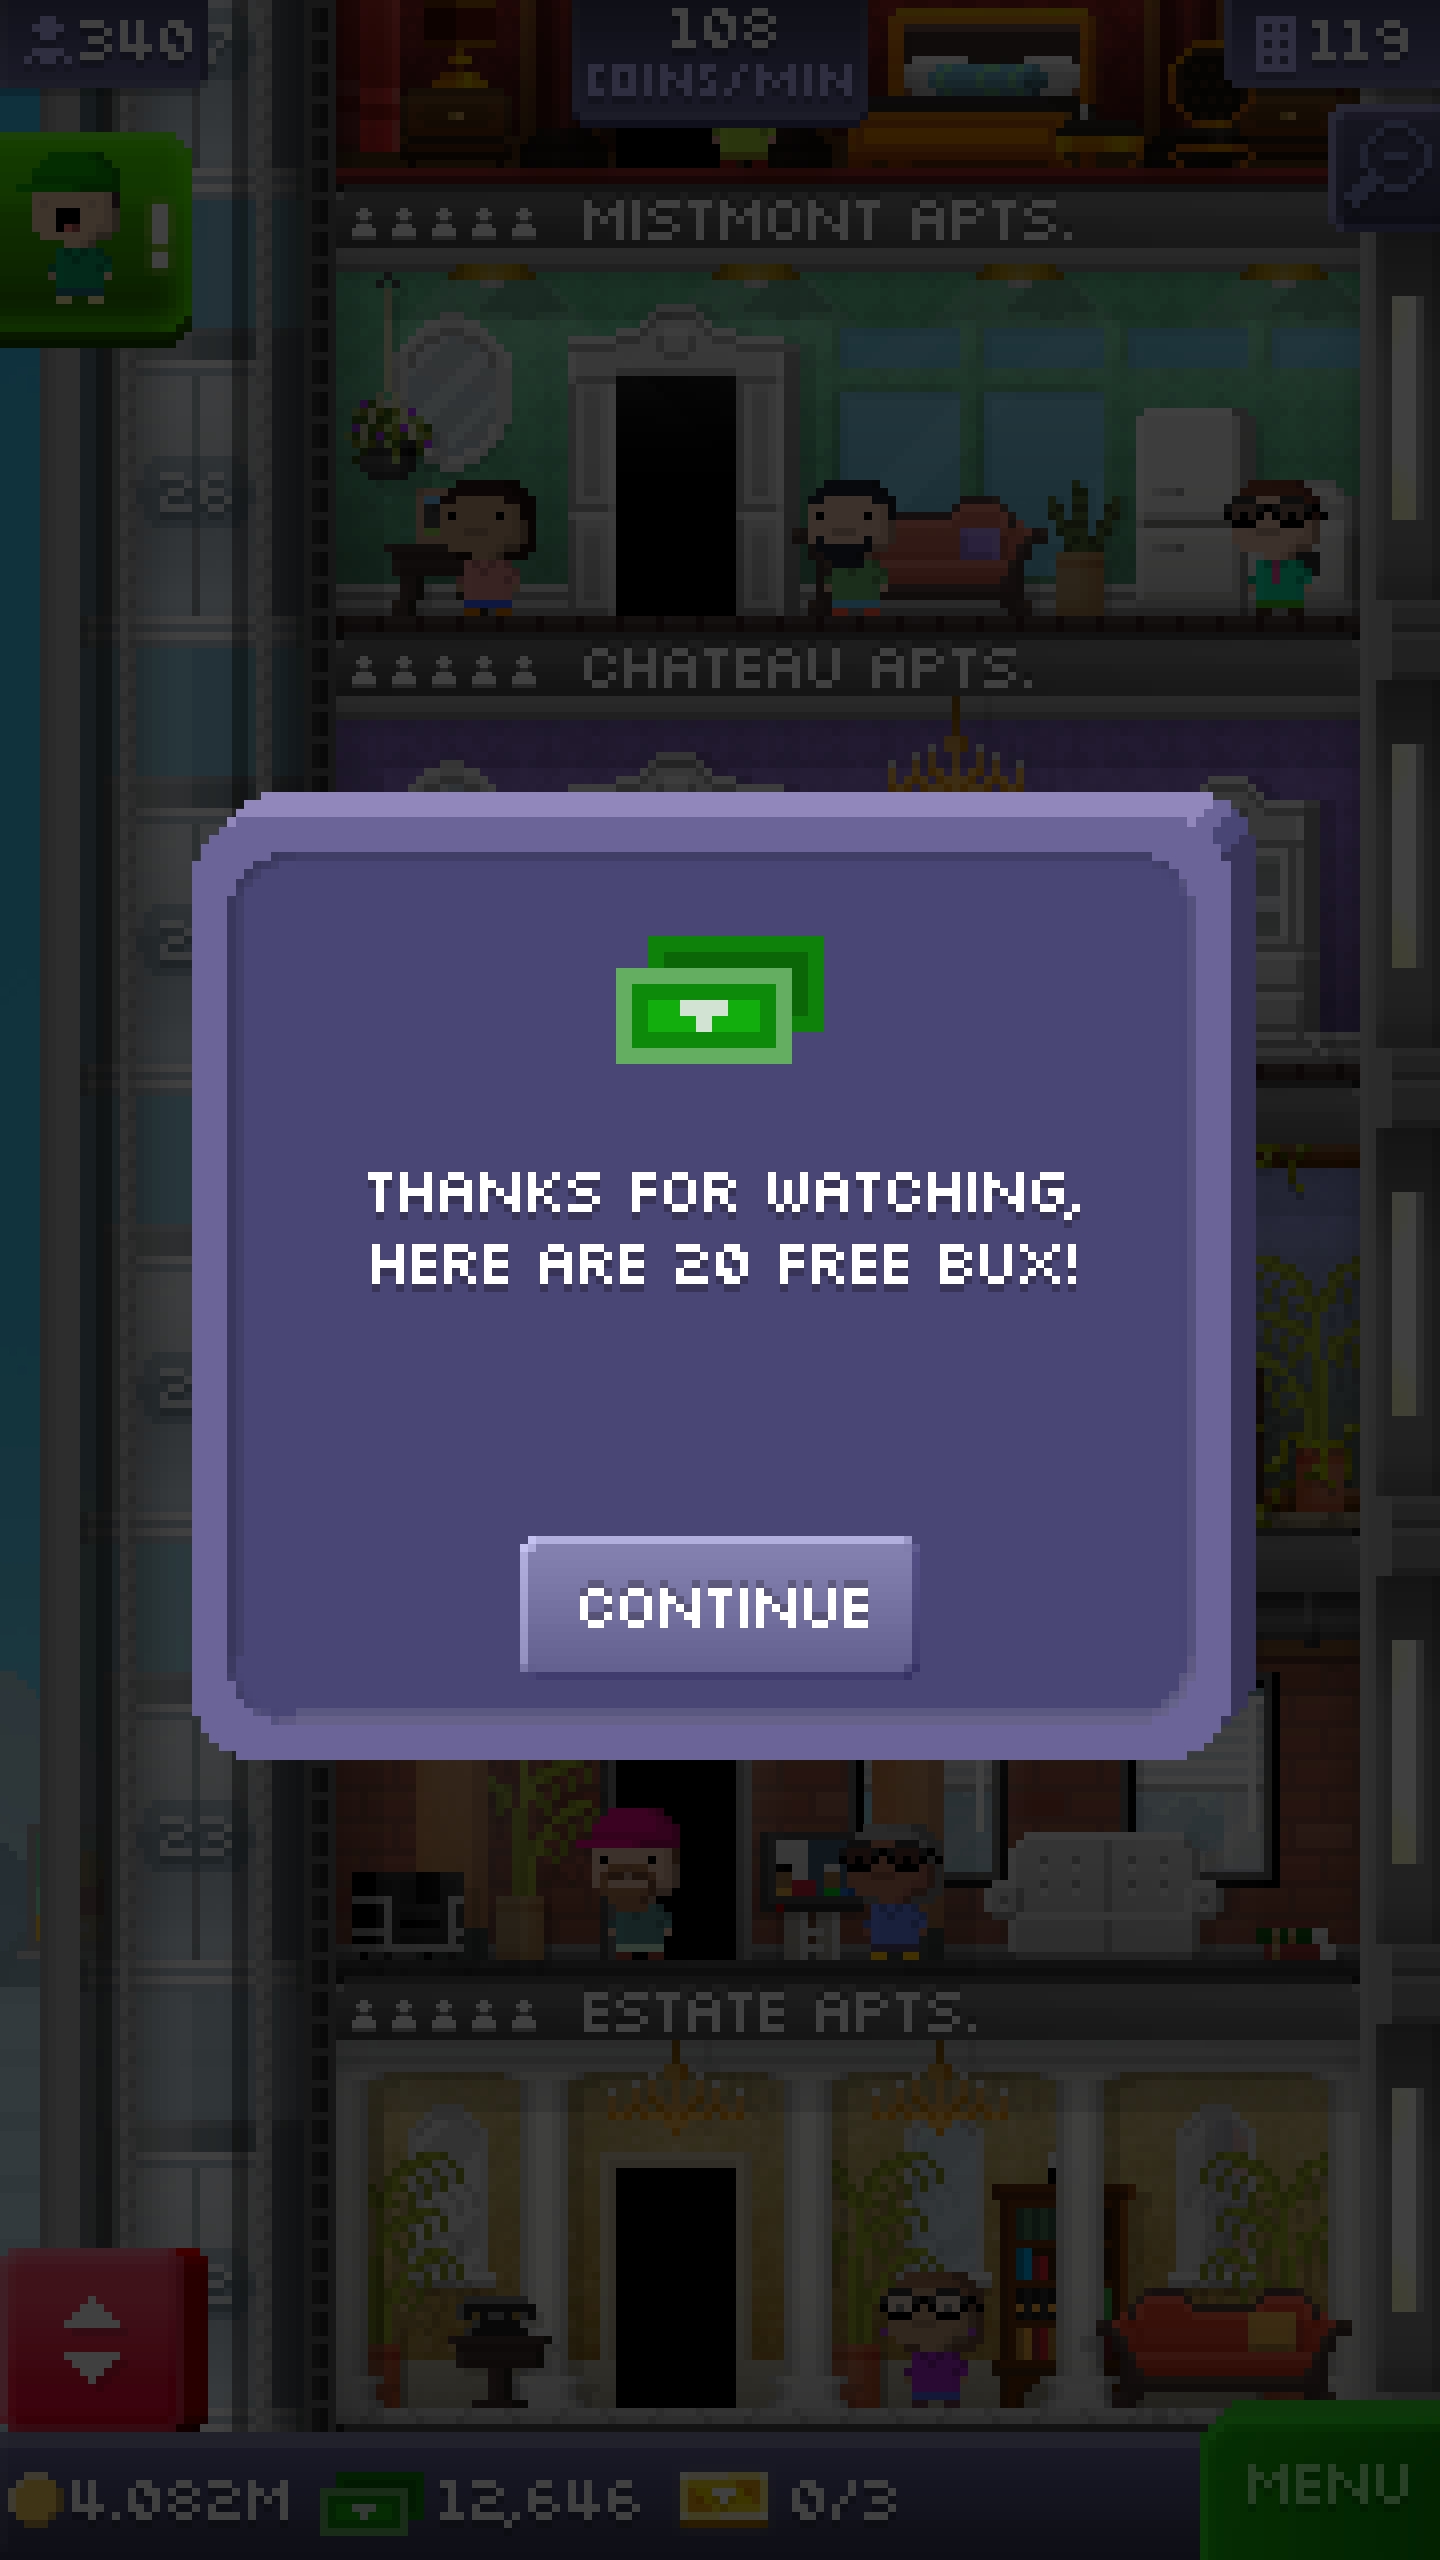 340
108
COINS/MIN
119
MISTMONT APTS.
26
CHATEAU APTS.
THANKS FOR WATCHING,
HERE ARE 20 FREE BUX!
CONTINUE
23
ESTATE APTS.
4.082M
12,646
0/3
MENU